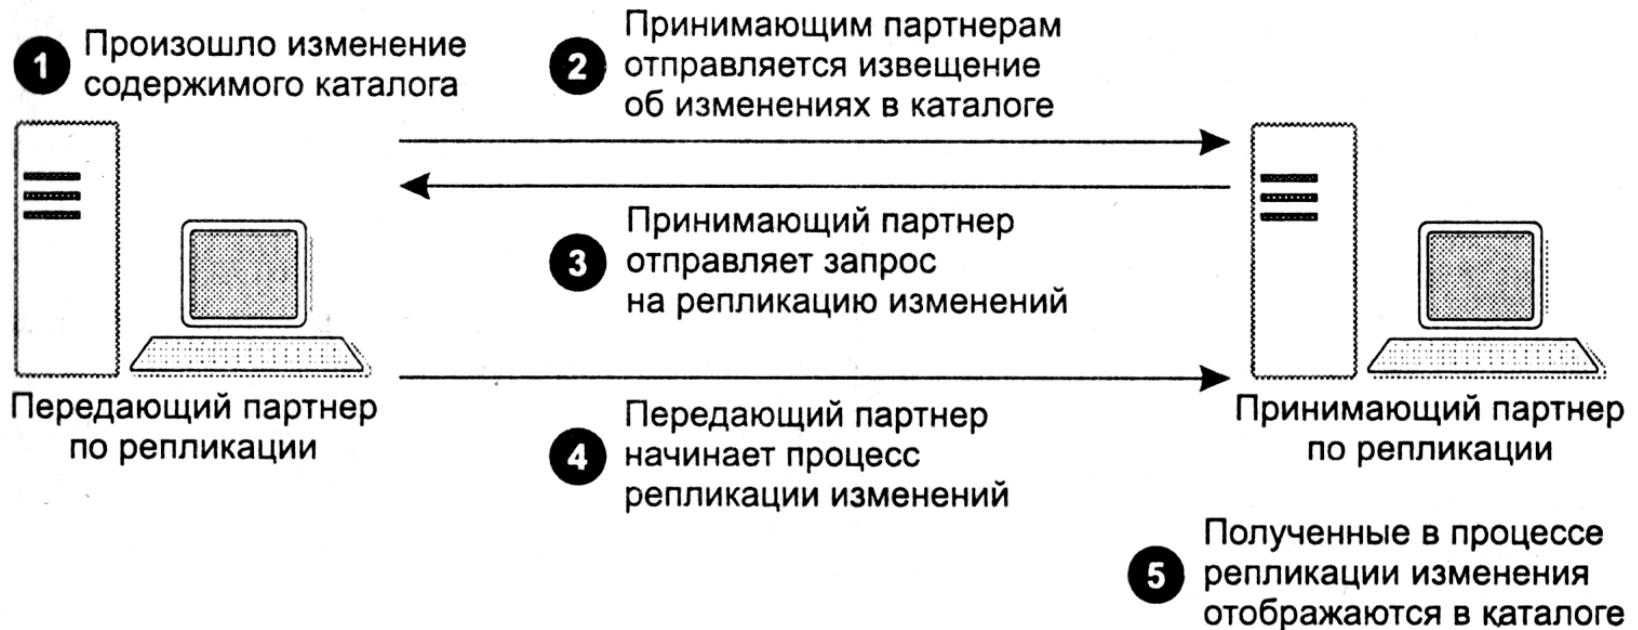 1 Произошло изменение
содержимого каталога
2 Принимающим партнерам
отправляется извещение
об изменениях в каталоге
3 Принимающий партнер
отправляет запрос
на репликацию изменений
Передающий партнер
по репликации
4 Передающий партнер
начинает процесс
репликации изменений
Принимающий партнер
по репликации
5 Полученные в процессе
репликации изменения
отображаются в каталоге